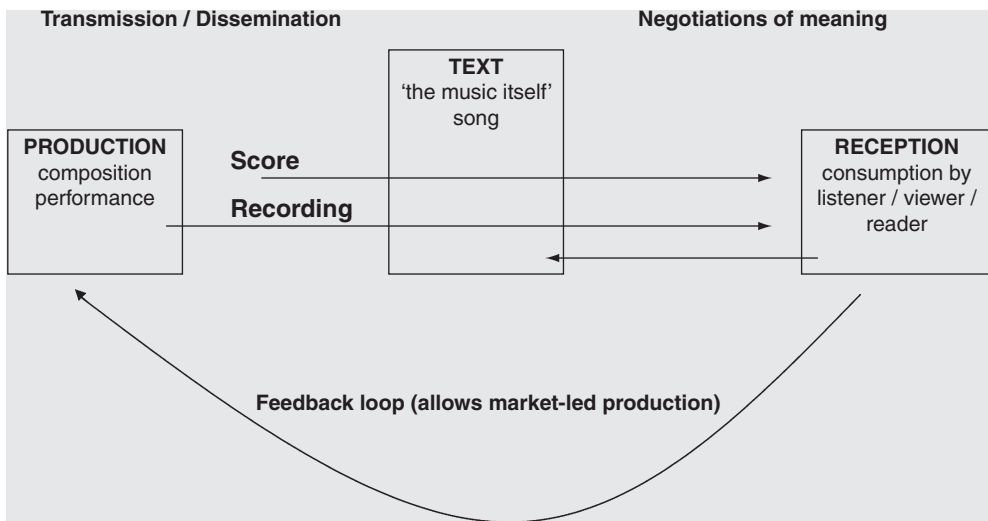 Transmission / Dissemination
Negotiations of meaning
TEXT
‘the music itself’
song
PRODUCTION
composition
performance
Score
Recording
RECEPTION
consumption by
listener / viewer /
reader
Feedback loop (allows market-led production)